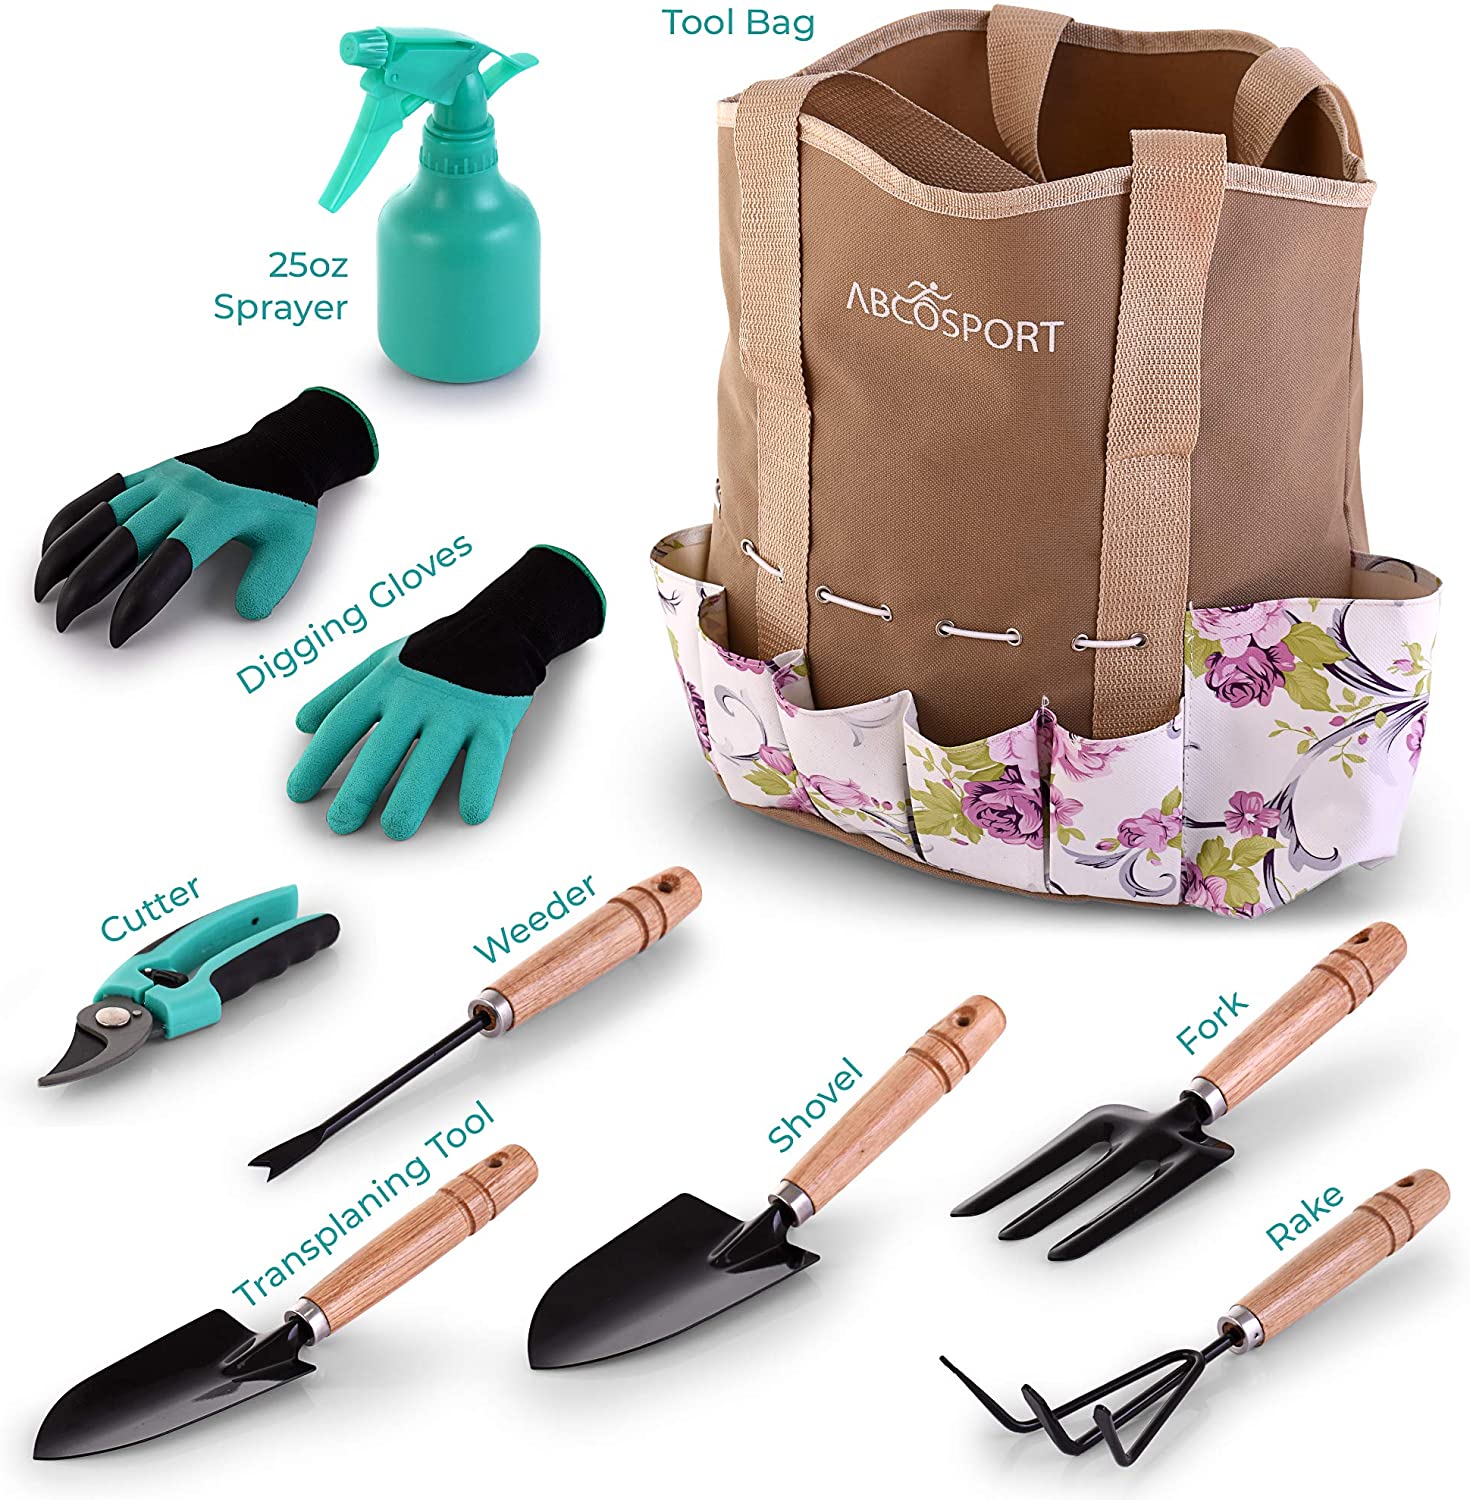 Tool Bag
25oz
Sprayer
ABCOSPORT
Digging Gloves
Cutter
Weeder
Fork
Shovel
Transplaning Tool
Rake